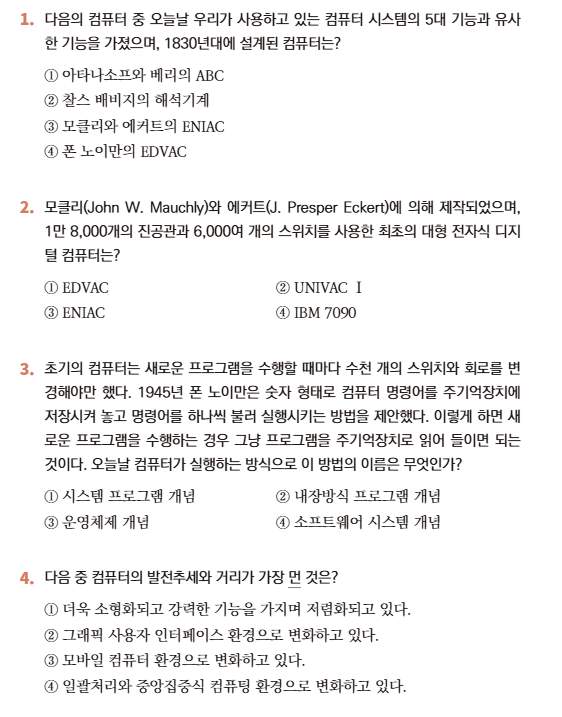 1. 다음의 컴퓨터 중 오늘날 우리가 사용하고 있는 컴퓨터 시스템의 5대 기능과 유사
한 기능을 가졌으며, 1830년대에 설계된 컴퓨터는?
① 아타나소프와 베리의 ABC
② 찰스 배비지의 해석기계
③ 모클리와 에커트의 ENIAC
④ 폰 노이만의 EDVAC
2. 모클리(John W. Mauchly)와 에커트(J. Presper Eckert)에 의해 제작되었으며,
1만 8,000개의 진공관과 6,000여 개의 스위치를 사용한 최초의 대형 전자식 디지
털 컴퓨터는?
① EDVAC ② UNIVAC Ⅰ
③ ENIAC ④ IBM 7090
3. 초기의 컴퓨터는 새로운 프로그램을 수행할 때마다 수천 개의 스위치와 회로를 변
경해야만 했다. 1945년 폰 노이만은 숫자 형태로 컴퓨터 명령어를 주기억장치에
저장시켜 놓고 명령어를 하나씩 불러 실행시키는 방법을 제안했다. 이렇게 하면 새
로운 프로그램을 수행하는 경우 그냥 프로그램을 주기억장치로 읽어 들이면 되는
것이다. 오늘날 컴퓨터가 실행하는 방식으로 이 방법의 이름은 무엇인가?
① 시스템 프로그램 개념 ② 내장방식 프로그램 개념
③ 운영체제 개념 ④ 소프트웨어 시스템 개념
4. 다음 중 컴퓨터의 발전추세와 거리가 가장 먼 것은?
① 더욱 소형화되고 강력한 기능을 가지며 저렴화되고 있다.
② 그래픽 사용자 인터페이스 환경으로 변화하고 있다.
③ 모바일 컴퓨터 환경으로 변화하고 있다.
④ 일괄처리와 중앙집중식 컴퓨팅 환경으로 변화하고 있다.